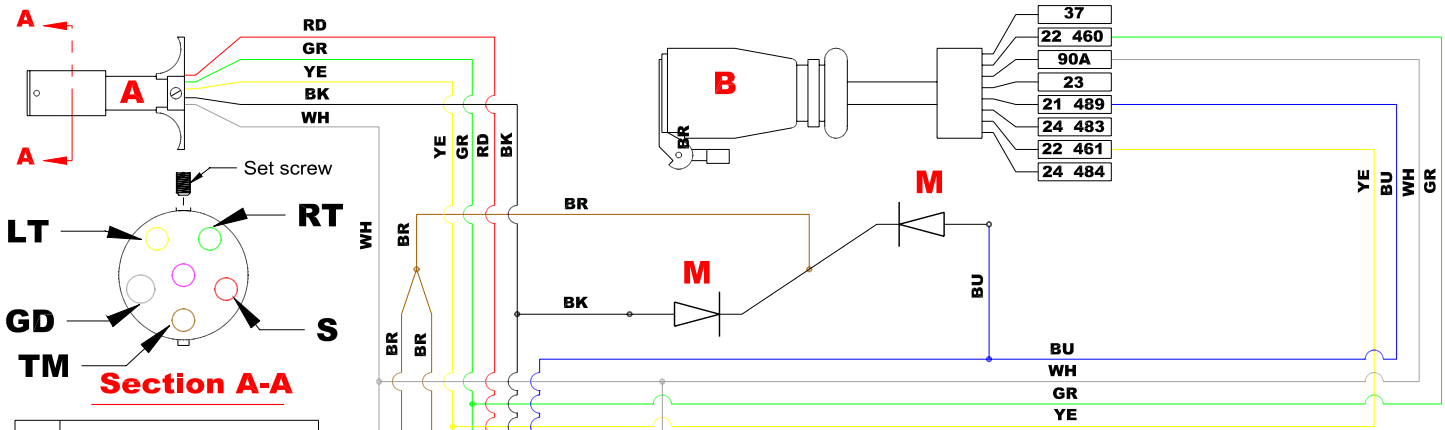 A
RD
GR
YE
BK
WH
A
A
Set screw
LT
RT
GD
S
TM
Section A-A
YE
GR
RD
BK
WH
BR
BR
BR
BR
BK
M
M
BU
B
BR
37
22 460
90A
23
21 489
24 483
22 461
24 484
YE
BU
WH
GR
BU
WH
GR
YE